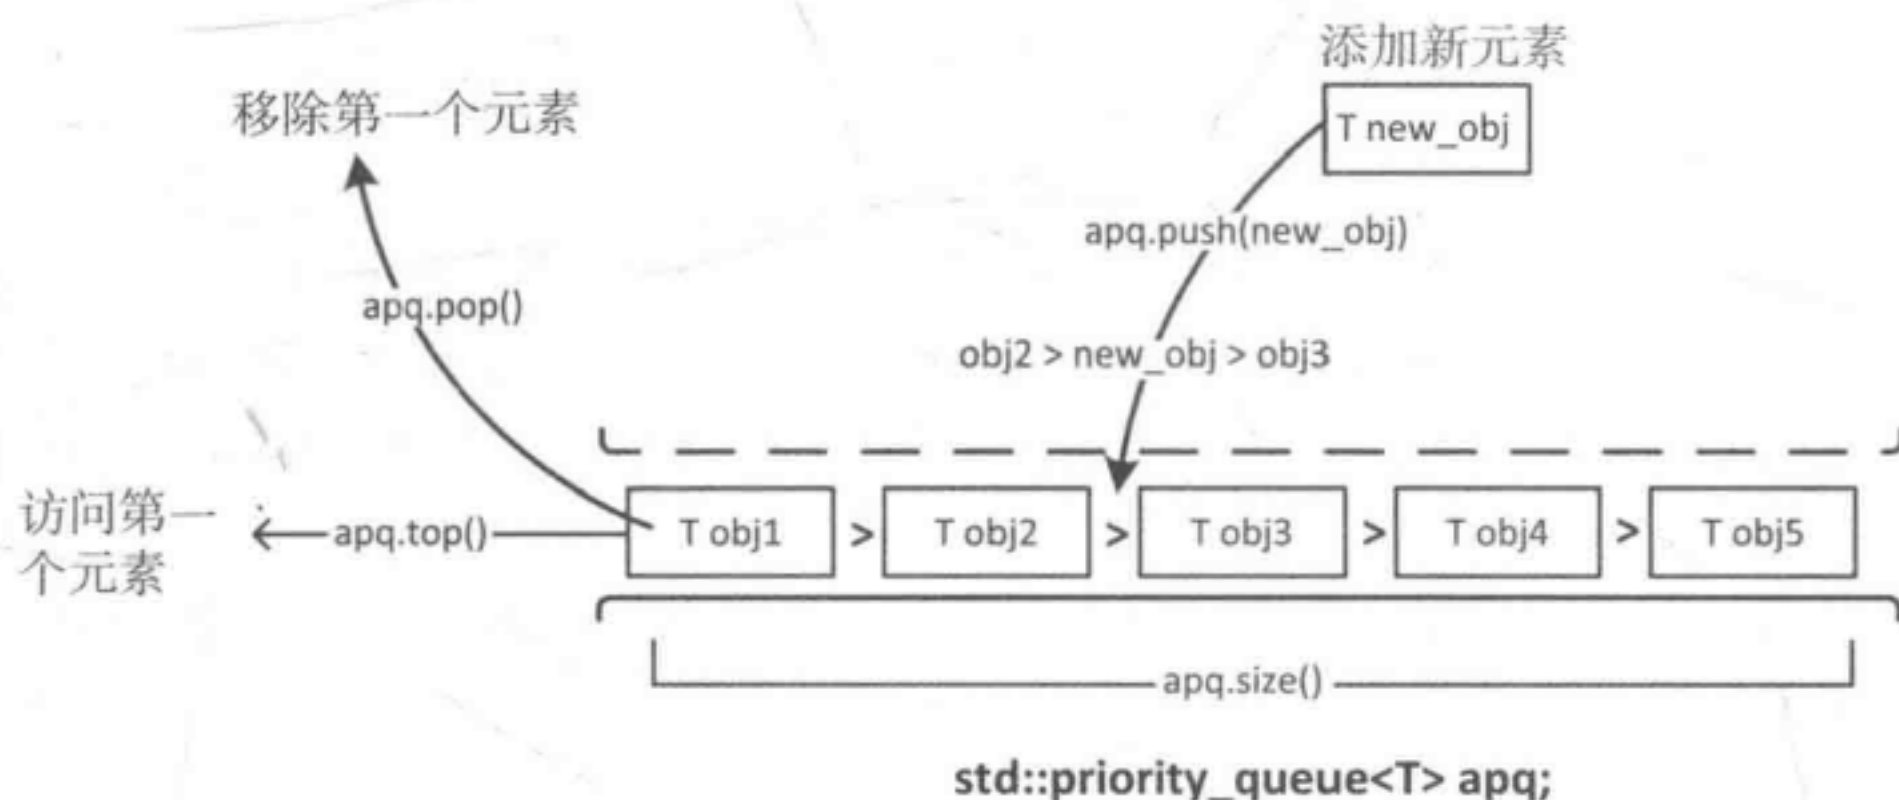 添加新元素
移除第一个元素
T new_obj
apq.push(new_obj)
apq.pop()
obj2 > new_obj > obj3
访问第一
个元素
apq.top()
T obj1 > T obj2 > T obj3 > T obj4 > T obj5
apq.size()
std::priority_queue<T> apq;